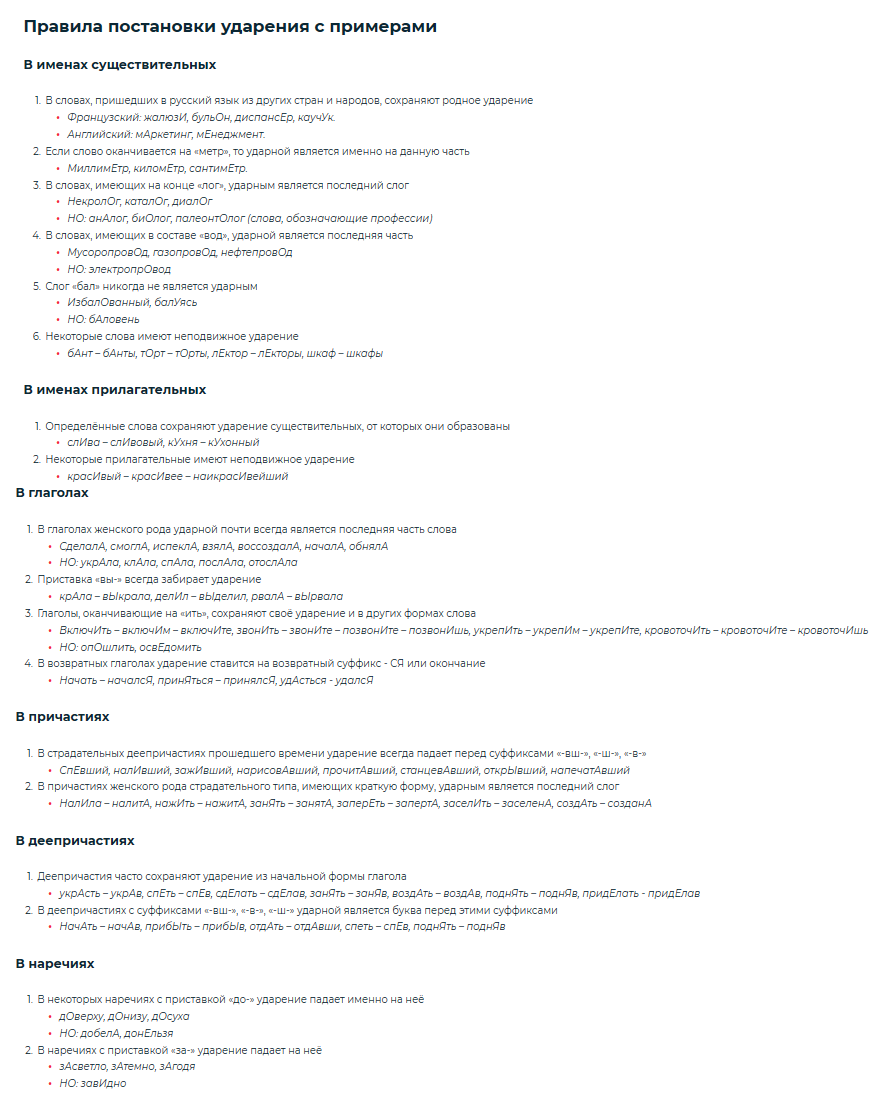 Правила постановки ударения с примерами
В именах существительных
1. В словах, пришедших в русский язык из других стран и народов, сохраняют родное ударение
• Французский: жалюзИ, бульОн, диспансЕр, каучУк.
• Английский: мАркетинг, мЕнеджмент.
2. Если слово оканчивается на «метр», то ударной является именно на данную часть
• МиллимЕтр, киломЕтр, сантимЕтр.
3. В словах, имеющих на конце «лог», ударным является последний слог
• НекролОг, каталОг, диалОг
• НО: анАлог, биОлог, палеонтОлог (слова, обозначающие профессии)
4. В словах, имеющих в составе «вод», ударной является последняя часть
• МусоропровОд, газопровОд, нефтепровОд
• НО: электропрОвод
5. Слог «бал» никогда не является ударным
• ИзбалОванный, балУясь
• НО: бАловень
6. Некоторые слова имеют неподвижное ударение
• бАнт – бАнты, тОрт – тОрты, лЕктор – лЕкторы, шкаф – шкафы
В именах прилагательных
1. Определённые слова сохраняют ударение существительных, от которых они образованы
• слИва – слИвовый, кУхня – кУхонный
2. Некоторые прилагательные имеют неподвижное ударение
• красИвый – красИвее – наикрасИвейший
В глаголах
1. В глаголах женского рода ударной почти всегда является последняя часть слова
• СделалА, смоглА, испеклА, взялА, воссоздалА, началА, обнялА
• НО: укрАла, клАла, спАла, послАла, отослАла
2. Приставка «вы-» всегда забирает ударение
• крАла – вЫкрала, делИл – вЫделил, рвалА – вЫрвала
3. Глаголы, оканчивающие на «ить», сохраняют своё ударение и в других формах слова
• ВключИть – включИм – включИте, звонИть – звонИте – позвонИте – позвонИшь, укрепИть – укрепИм – укрепИте, кровоточИть – кровоточИте – кровоточИшь
• НО: опОшлить, освЕдомить
4. В возвратных глаголах ударение ставится на возвратный суффикс - СЯ или окончание
• Начать – началсЯ, принЯться – принялсЯ, удАсться - удалсЯ
В причастиях
1. В страдательных деепричастиях прошедшего времени ударение всегда падает перед суффиксами «-вш-», «-ш-», «-в-»
• СпЕвший, налИвший, зажИвший, нарисовАвший, прочитАвший, станцевАвший, открЫвший, напечатАвший
2. В причастиях женского рода страдательного типа, имеющих краткую форму, ударным является последний слог
• НалИла – налитА, нажИть – нажитА, занЯть – занятА, заперЕть – запертА, заселИть – заселенА, создАть – созданА
В деепричастиях
1. Деепричастия часто сохраняют ударение из начальной формы глагола
• укрАсть – укрАв, спЕть – спЕв, сдЕлать – сдЕлав, занЯть – занЯв, воздАть – воздАв, поднЯть – поднЯв, придЕлать - придЕлав
2. В деепричастиях с суффиксами «-вш-», «-в-», «-ш-» ударной является буква перед этими суффиксами
• НачАть – начАв, прибЫть – прибЫв, отдАть – отдАвши, спеть – спЕв, поднЯть – поднЯв
В наречиях
1. В некоторых наречиях с приставкой «до-» ударение падает именно на неё
• дОверху, дОнизу, дОсуха
• НО: добелА, донЕльзя
2. В наречиях с приставкой «за-» ударение падает на неё
• зАсветло, зАтемно, зАгодя
• НО: завИдно